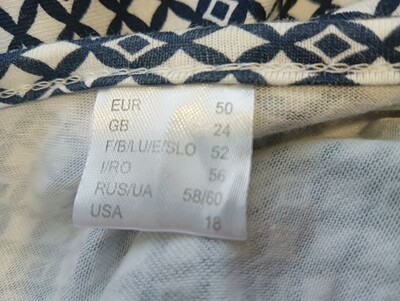 EUR 50
GB 24
F/B/LU/E/SLO 52
I/RO 56
RUS/UA 58/60
USA 18